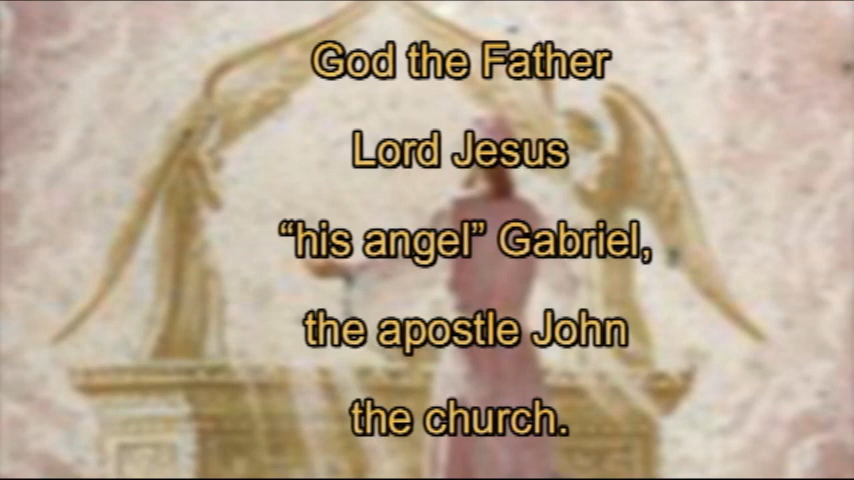 God the Father
Lord Jesus
“his angel” Gabriel,
the apostle John
the church.